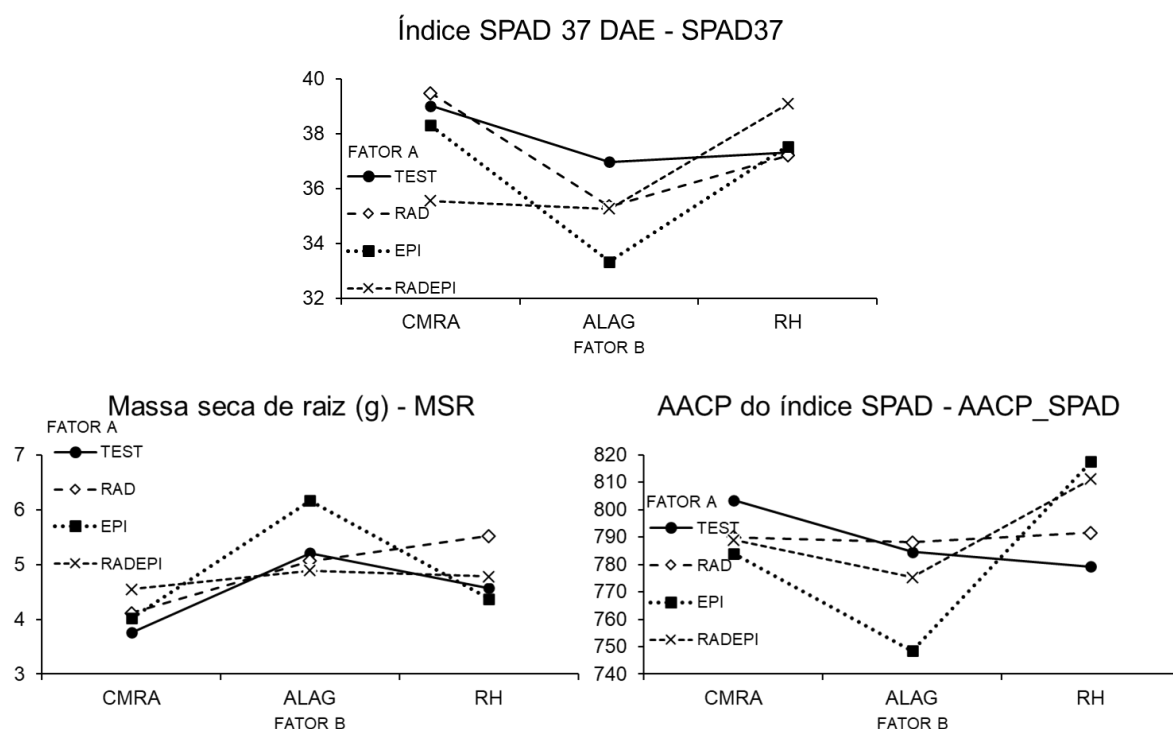 Índice SPAD 37 DAE - SPAD37
40
38
36
34
32
FATOR A
TEST
RAD
EPI
RADEPI
CMRA ALAG RH
FATOR B
Massa seca de raiz (g) - MSR
FATOR A
7
6
5
4
3
TEST
RAD
EPI
RADEPI
CMRA ALAG RH
FATOR B
AACP do índice SPAD - AACP_SPAD
820
810
800
790
780
770
760
750
740
FATOR A
TEST
RAD
EPI
RADEPI
CMRA ALAG RH
FATOR B